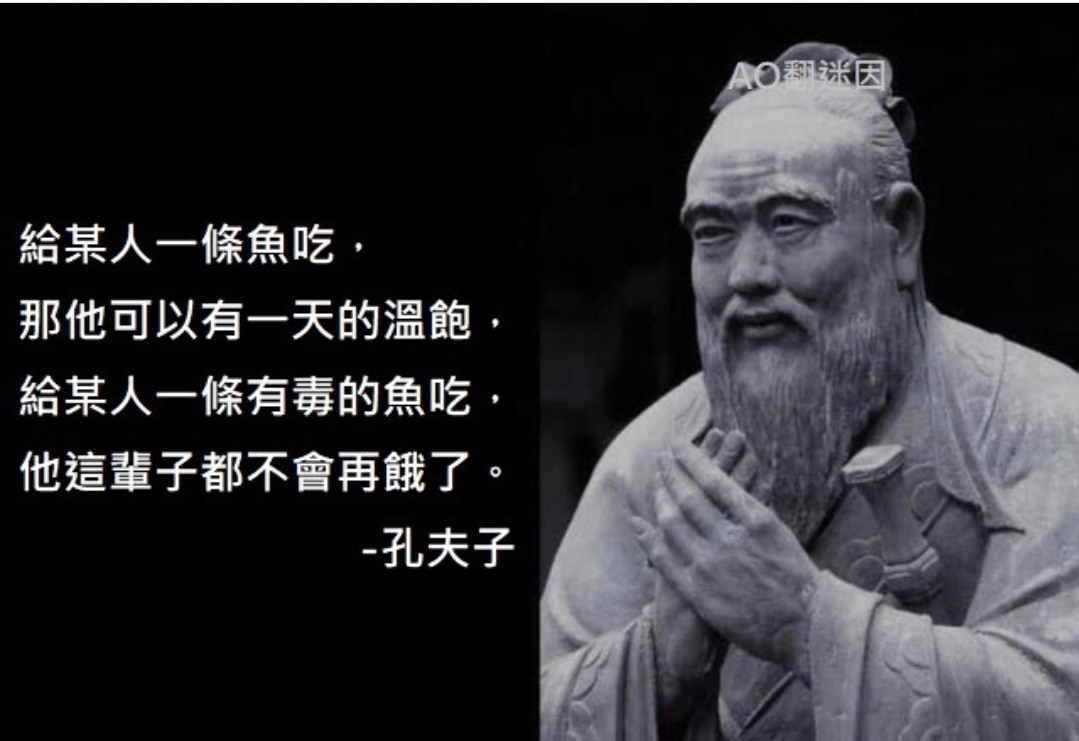 AO翻迷因
給某人一條魚吃，
那他可以有一天的溫飽，
給某人一條有毒的魚吃，
他這輩子都不會再餓了。
-孔夫子